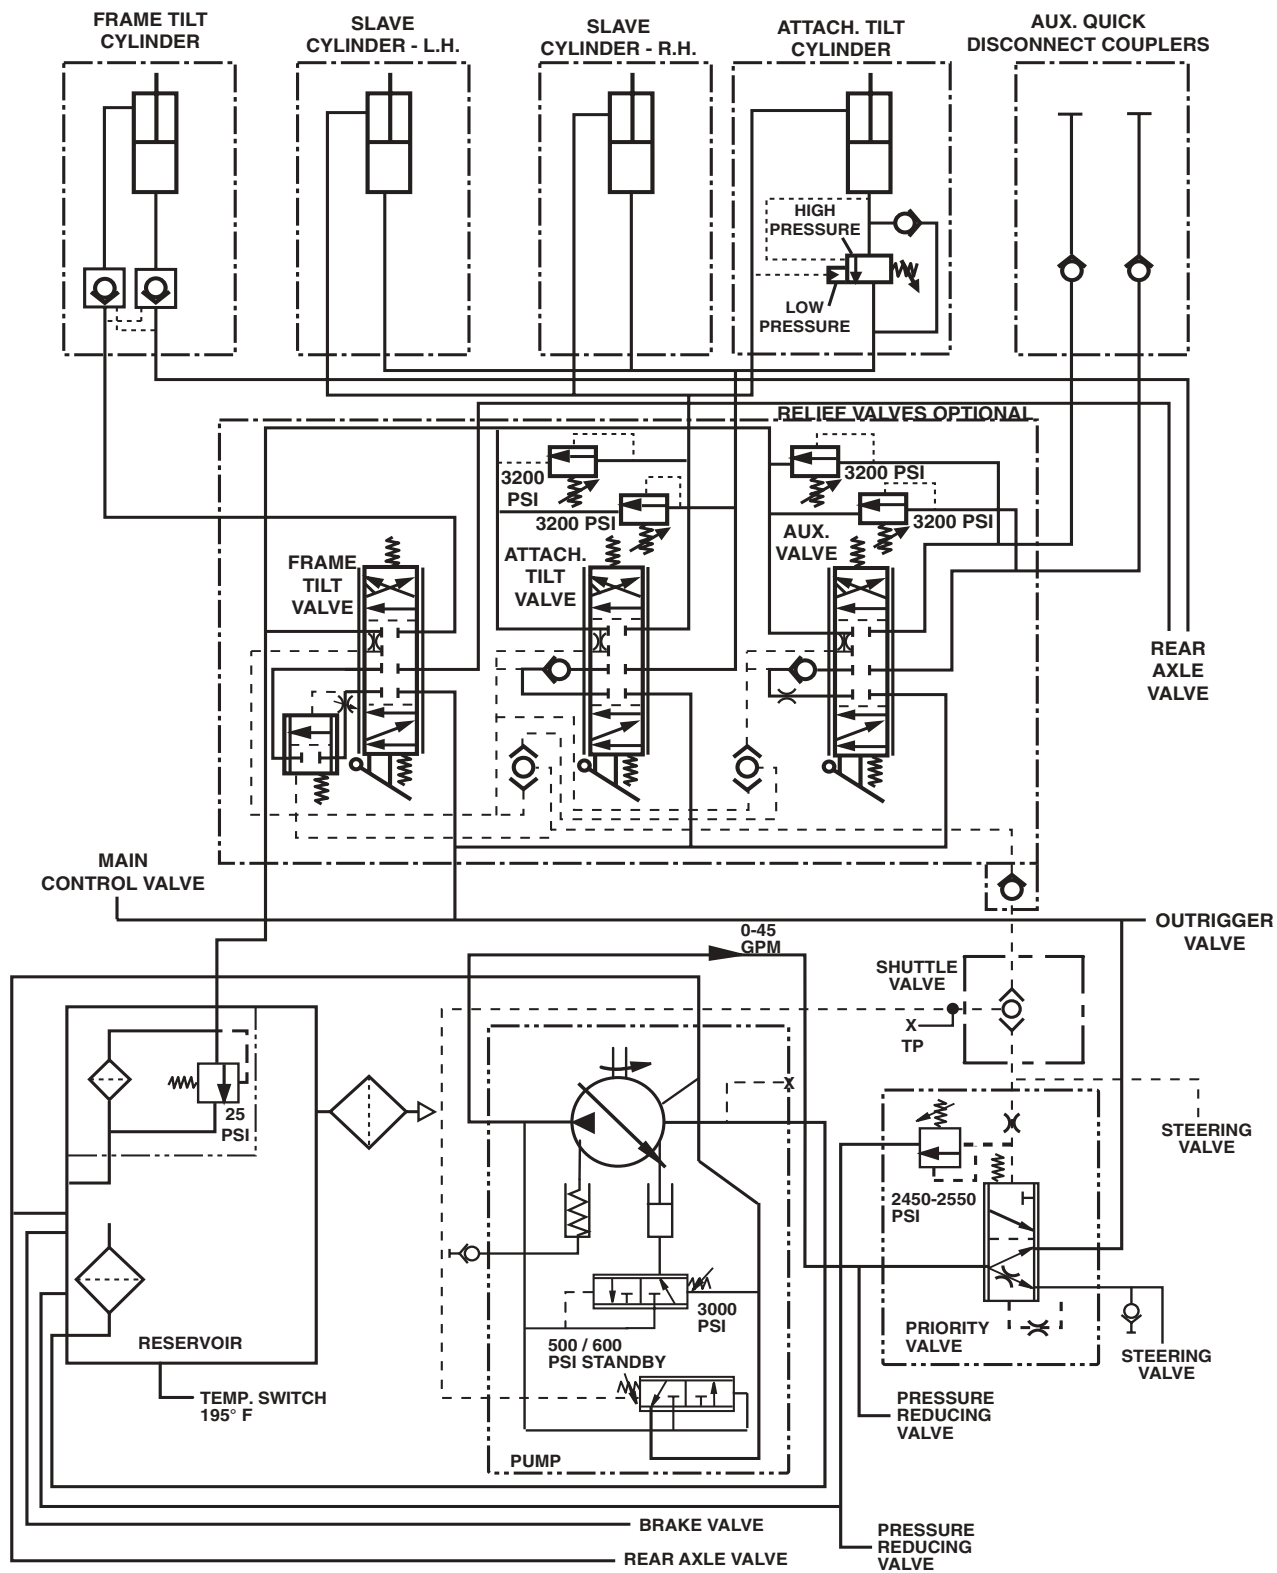 FRAME TILT
CYLINDER
SLAVE
CYLINDER - L.H.
SLAVE
CYLINDER - R.H.
ATTACH. TILT
CYLINDER
AUX. QUICK
DISCONNECT COUPLERS
HIGH
PRESSURE
LOW
PRESSURE
RELIEF VALVES OPTIONAL
3200
PSI
3200 PSI
3200 PSI
3200 PSI
FRAME
TILT
VALVE
ATTACH.
TILT
VALVE
AUX.
VALVE
REAR
AXLE
VALVE
MAIN
CONTROL VALVE
OUTRIGGER
VALVE
0-45
GPM
SHUTTLE
VALVE
X
TP
X
25
PSI
STEERING
VALVE
2450-2550
PSI
3000
PSI
500 / 600
PSI STANDBY
PRIORITY
VALVE
STEERING
VALVE
RESERVOIR
TEMP. SWITCH
195° F
PRESSURE
REDUCING
VALVE
PUMP
BRAKE VALVE
REAR AXLE VALVE
PRESSURE
REDUCING
VALVE